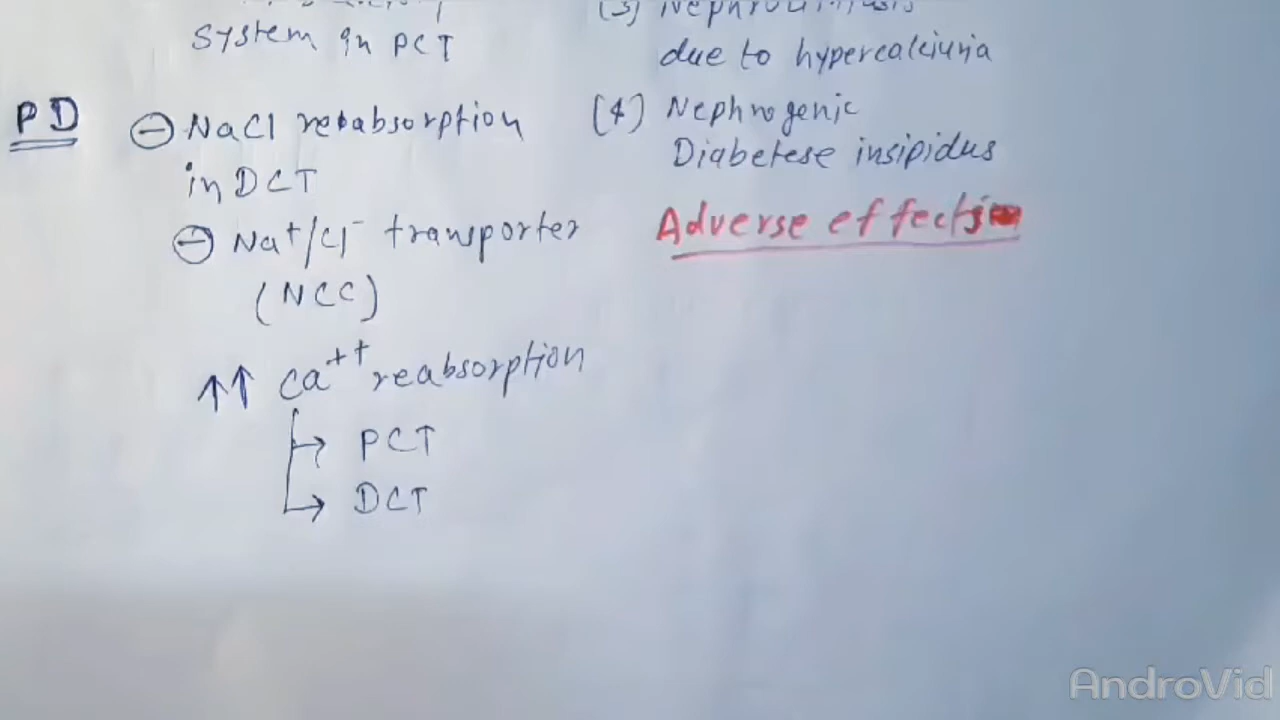 system in PCT
PD ⊖ NaCl reabsorption
in DCT
⊖ Na⁺/Cl⁻ transporter
(NCC)
↑↑ Ca⁺⁺ reabsorption
→ PCT
→ DCT
due to hypercalciuria
(4) Nephrogenic
Diabetese insipidus
Adverse effects
AndroVid